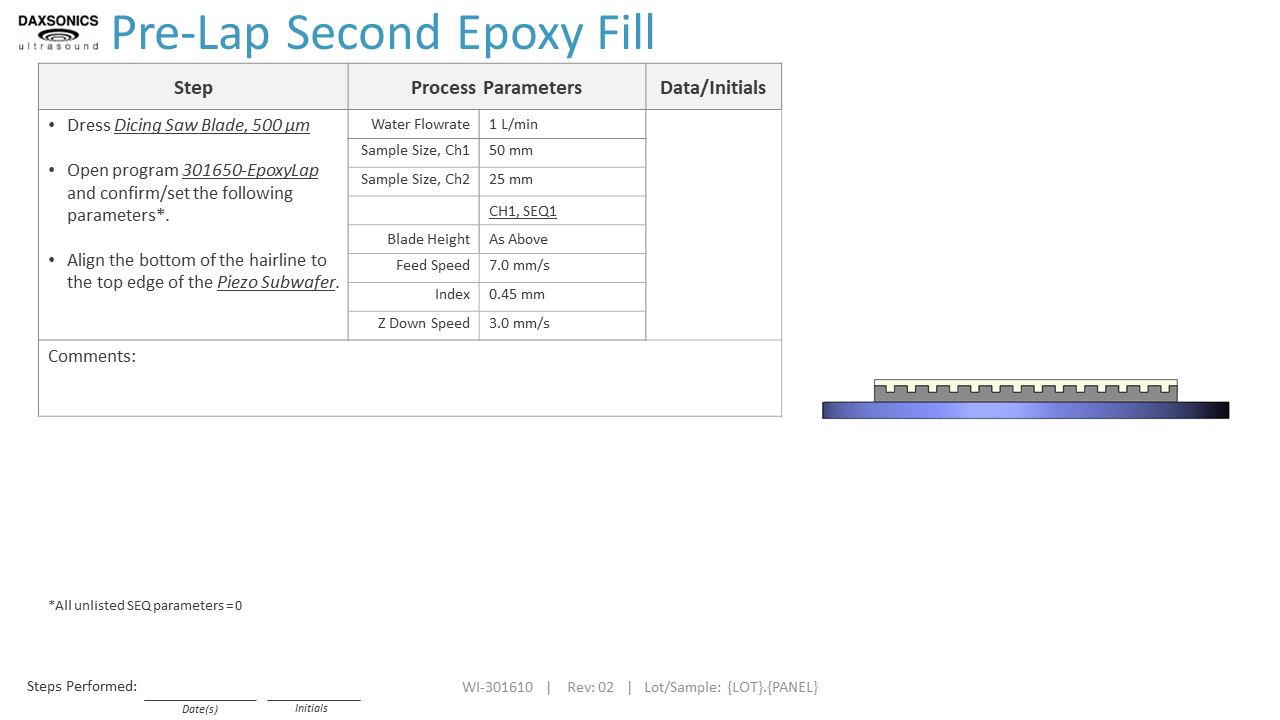 DAXSONICS
ultrasound
Pre-Lap Second Epoxy Fill
Step
Process Parameters
Data/Initials
• Dress Dicing Saw Blade, 500 µm
• Open program 301650-EpoxyLap
and confirm/set the following
parameters*.
• Align the bottom of the hairline to
the top edge of the Piezo Subwafer.
Water Flowrate 1 L/min
Sample Size, Ch1 50 mm
Sample Size, Ch2 25 mm
CH1, SEQ1
Blade Height As Above
Feed Speed 7.0 mm/s
Index 0.45 mm
Z Down Speed 3.0 mm/s
Comments:
*All unlisted SEQ parameters = 0
Steps Performed:
Date(s)
Initials
WI-301610 | Rev: 02 | Lot/Sample: {LOT}.{PANEL}